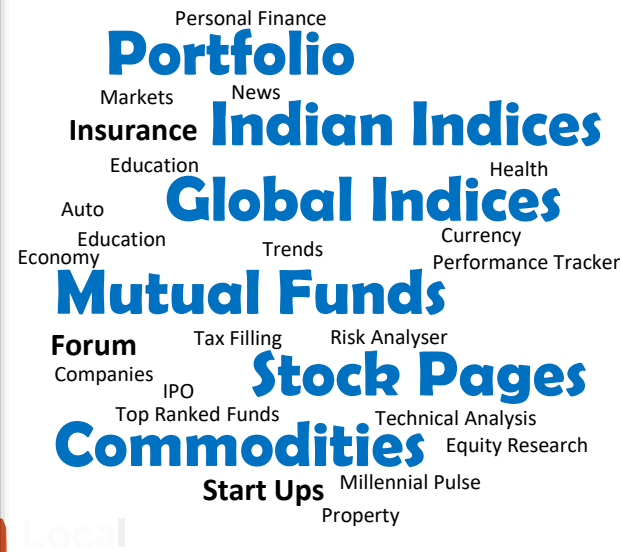 Personal Finance
Portfolio
Markets
News
Insurance
Indian Indices
Education
Health
Global Indices
Auto
Education
Currency
Economy
Trends
Performance Tracker
Mutual Funds
Forum
Tax Filling
Risk Analyser
Companies
IPO
Stock Pages
Top Ranked Funds
Technical Analysis
Commodities
Equity Research
Start Ups
Millennial Pulse
Property
Local